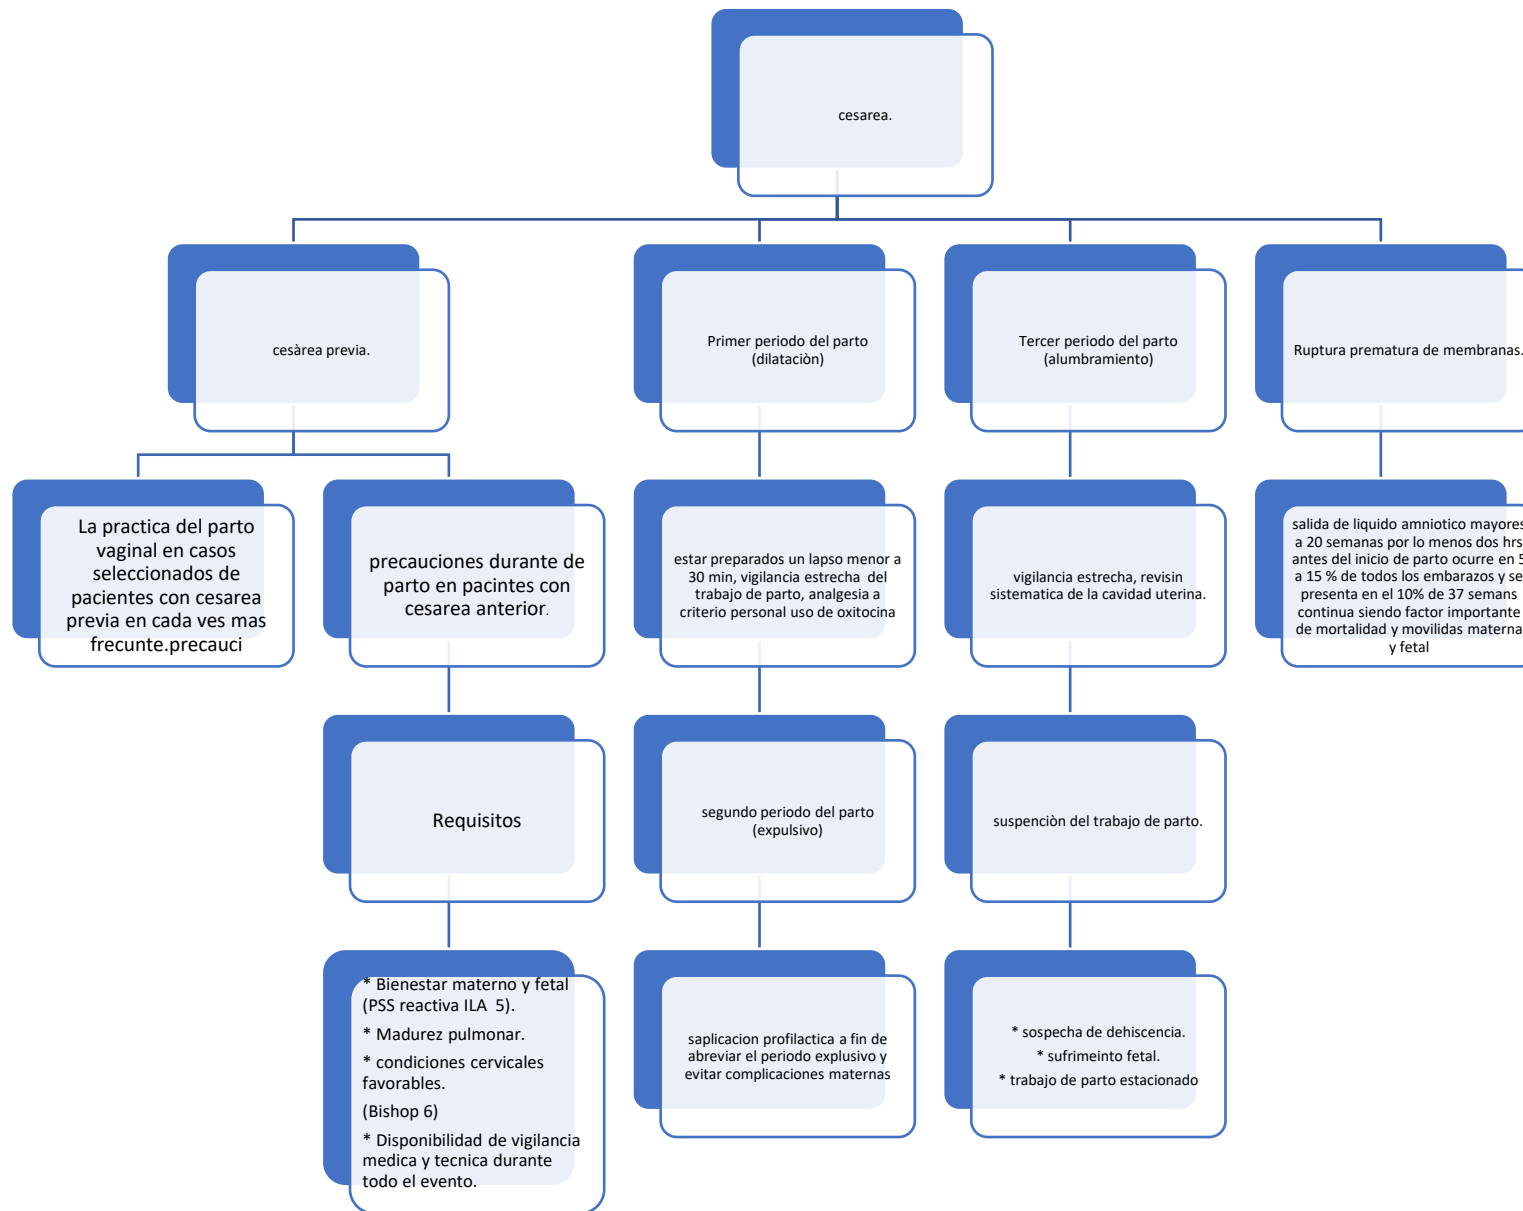 cesarea.
cesàrea previa.
Primer periodo del parto
(dilataciòn)
Tercer periodo del parto
(alumbramiento)
Ruptura prematura de membranas.
La practica del parto
vaginal en casos
seleccionados de
pacientes con cesarea
previa en cada ves mas
frecunte.precauci
precauciones durante de
parto en pacintes con
cesarea anterior.
estar preparados un lapso menor a
30 min, vigilancia estrecha del
trabajo de parto, analgesia a
criterio personal uso de oxitocina
vigilancia estrecha, revisin
sistematica de la cavidad uterina.
salida de liquido amniotico mayores
a 20 semanas por lo menos dos hrs
antes del inicio de parto ocurre en 5
a 15 % de todos los embarazos y se
presenta en el 10% de 37 semans
continua siendo factor importante
de mortalidad y movilidas materna
y fetal
Requisitos
segundo periodo del parto
(expulsivo)
suspenciòn del trabajo de parto.
* Bienestar materno y fetal
(PSS reactiva ILA 5).
* Madurez pulmonar.
* condiciones cervicales
favorables.
(Bishop 6)
* Disponibilidad de vigilancia
medica y tecnica durante
todo el evento.
saplicacion profilactica a fin de
abreviar el periodo explusivo y
evitar complicaciones maternas
* sospecha de dehiscencia.
* sufrimeinto fetal.
* trabajo de parto estacionado